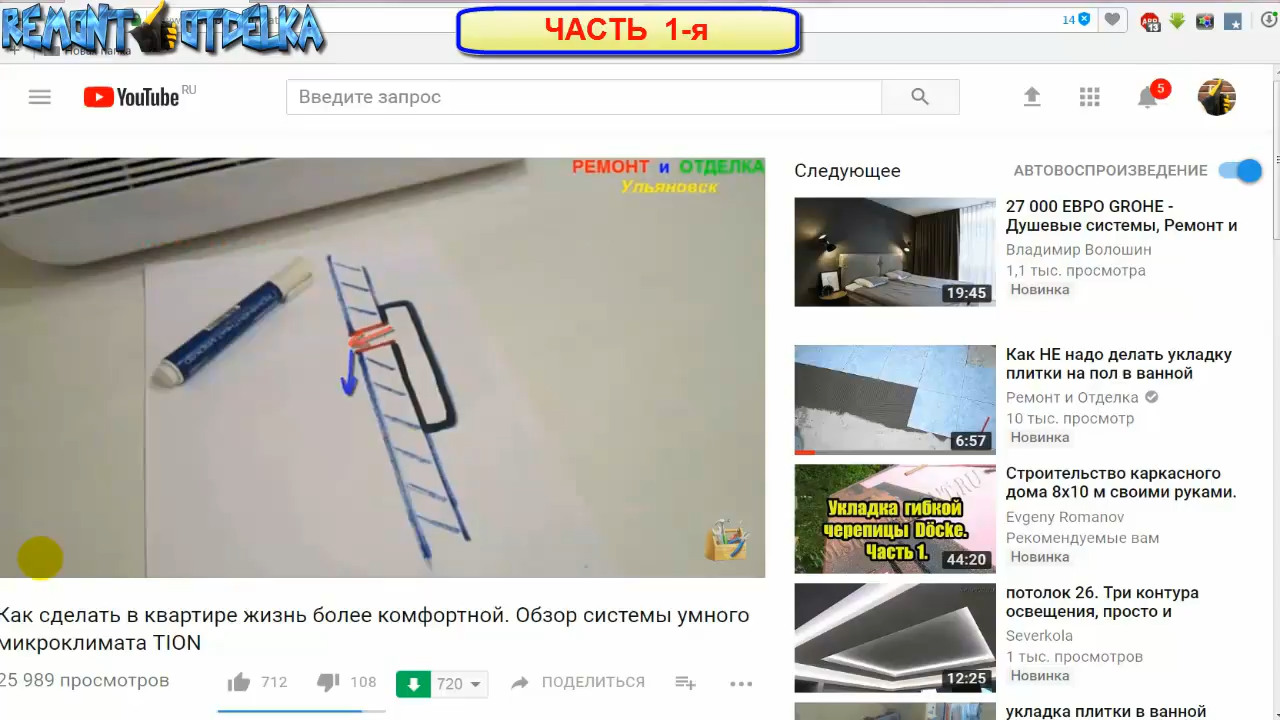 REMONT OTDELKA
ЧАСТЬ 1-я
14
13
Новая папка
YouTube RU
Введите запрос
5
РЕМОНТ и ОТДЕЛКА
Ульяновск
Следующее
АВТОВОСПРОИЗВЕДЕНИЕ
27 000 ЕВРО GROHE -
Душевые системы, Ремонт и
Владимир Волошин
1,1 тыс. просмотра
Новинка
19:45
Как НЕ надо делать укладку
плитки на пол в ванной
Ремонт и Отделка
10 тыс. просмотр
Новинка
6:57
Строительство каркасного
дома 8х10 м своими руками.
Evgeny Romanov
Рекомендуемые вам
Новинка
Укладка гибкой
черепицы Döcke.
Часть 1.
44:20
потолок 26. Три контура
освещения, просто и
Severkola
1 тыс. просмотров
Новинка
12:25
укладка плитки в ванной
Как сделать в квартире жизнь более комфортной. Обзор системы умного
микроклимата TION
25 989 просмотров
712
108
720
ПОДЕЛИТЬСЯ